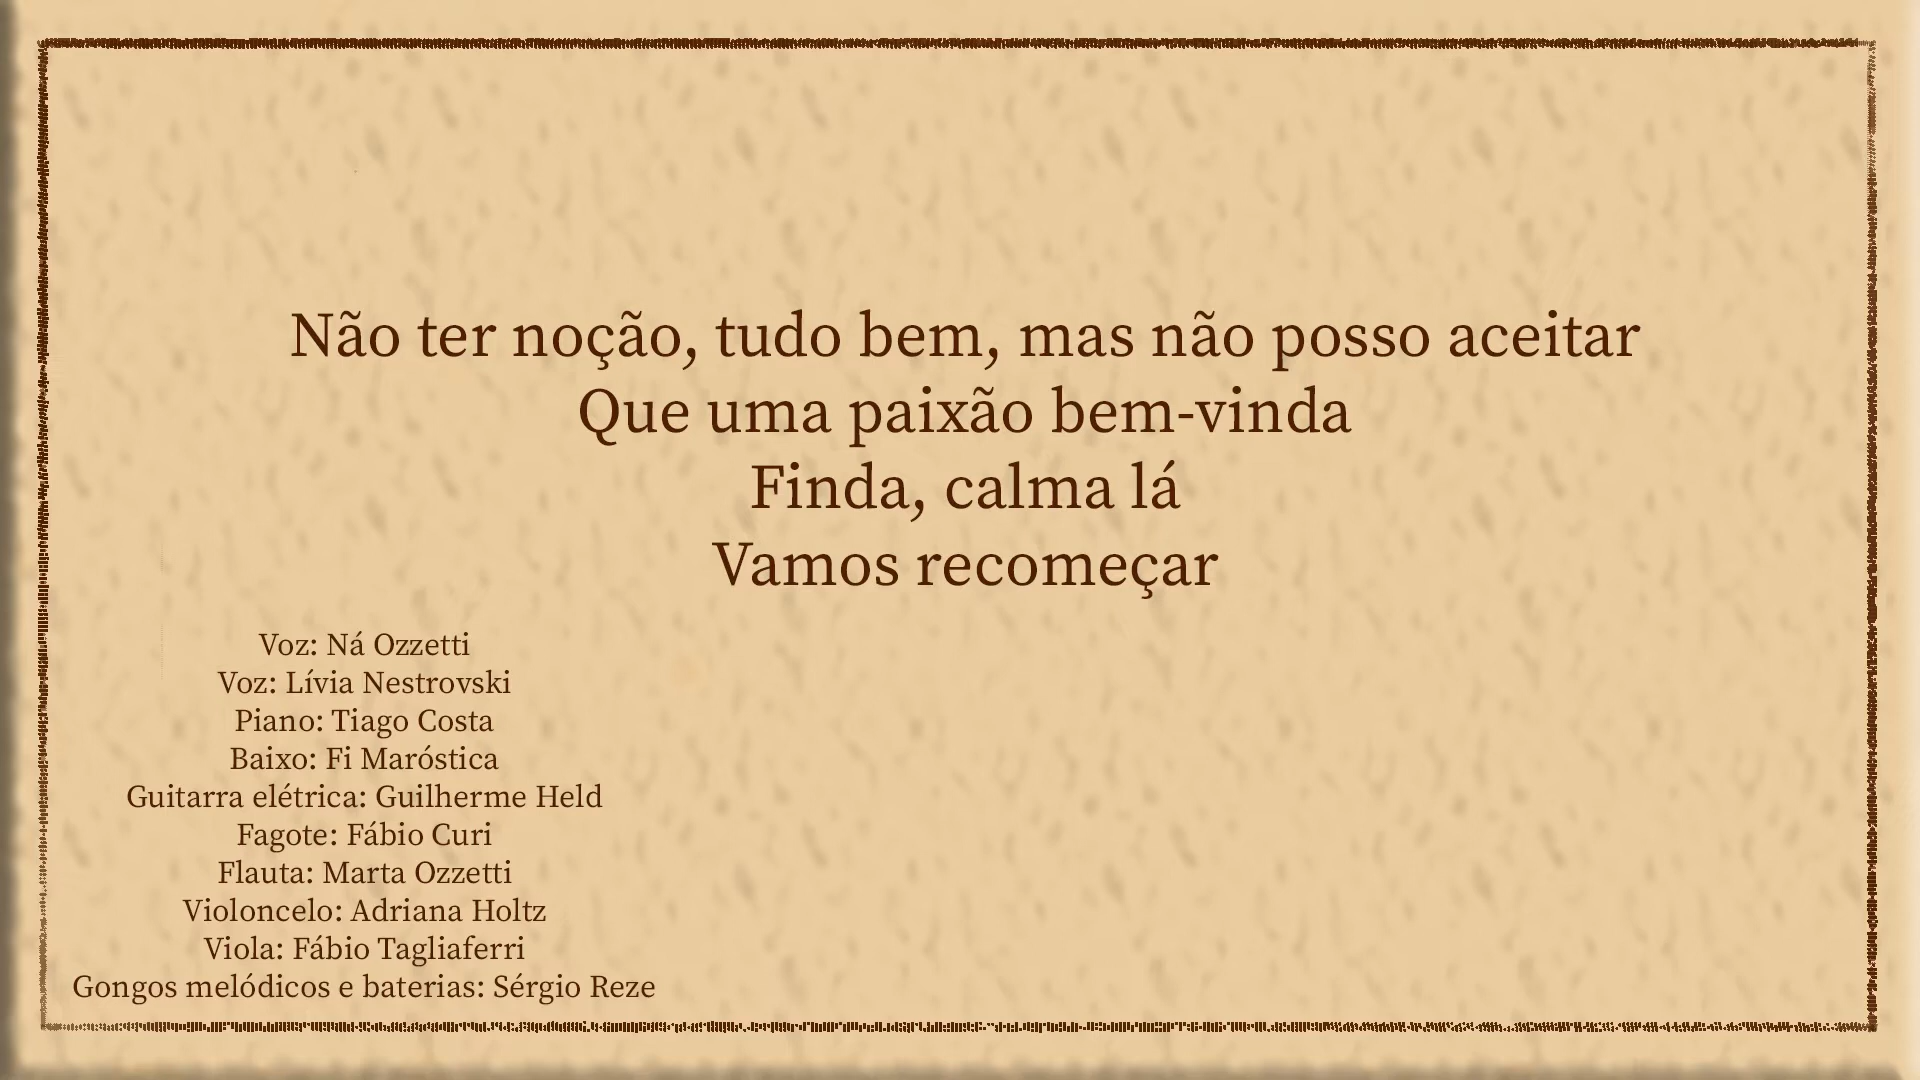 Não ter noção, tudo bem, mas não posso aceitar
Que uma paixão bem-vinda
Finda, calma lá
Vamos recomeçar
Voz: Ná Ozzetti
Voz: Lívia Nestrovski
Piano: Tiago Costa
Baixo: Fi Maróstica
Guitarra elétrica: Guilherme Held
Fagote: Fábio Curi
Flauta: Marta Ozzetti
Violoncelo: Adriana Holtz
Viola: Fábio Tagliaferri
Gongos melódicos e baterias: Sérgio Reze